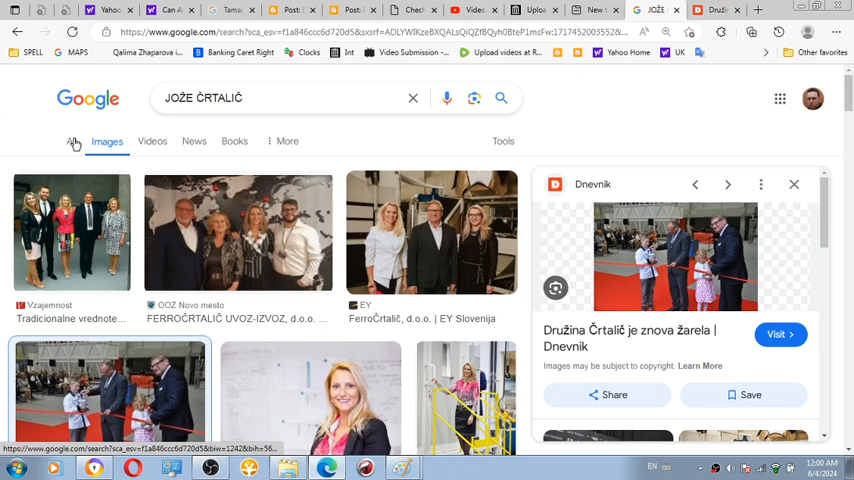 Yahoo
Can A
Tama
Post: E
Post: E
Check
Video
Uploa
New t
JOŽE
Druži
https://www.google.com/search?sca_esv=f1a846ccc6d720d5&sxsrf=ADLYWIKzeBXQALsQiQZfBQyh0BteP1msFw:1717452003552&...
SPELL
MAPS
Qalima Zhaparova i...
Banking Caret Right
Clocks
Int
Video Submission -...
Upload videos at R...
Yahoo Home
UK
Other favorites
Google
JOŽE ČRTALIČ
Images
Videos
News
Books
More
Tools
Dnevnik
Vzajemnost
Tradicionalne vrednote...
OOZ Novo mesto
FERROČRTALIČ UVOZ-IZVOZ, d.o.o. ...
EY
FerroČrtalič, d.o.o. | EY Slovenija
Družina Črtalič je znova žarela |
Dnevnik
Visit
Images may be subject to copyright. Learn More
Share
Save
https://www.google.com/search?sca_esv=f1a846ccc6d720d5&biw=1242&bih=56...
EN
12:00 AM
6/4/2024